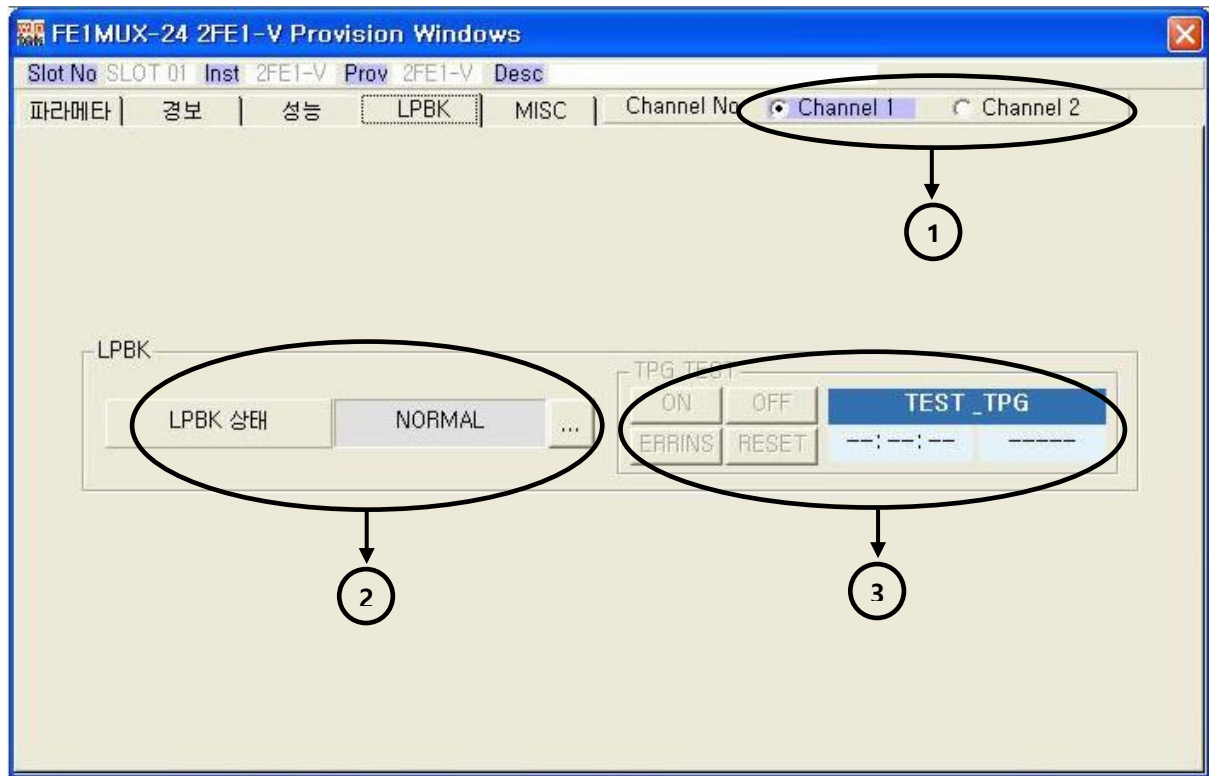 FE1MUX-24 2FE1-V Provision Windows
Slot No SLOT 01 Inst 2FE1-V Prov 2FE1-V Desc
파라메타 경보 성능 LPBK MISC Channel No Channel 1 Channel 2
1
LPBK
TPG TEST
ON OFF TEST_TPG
LPBK 상태 NORMAL ...
ERRINS RESET --:--:-- -----
2
3